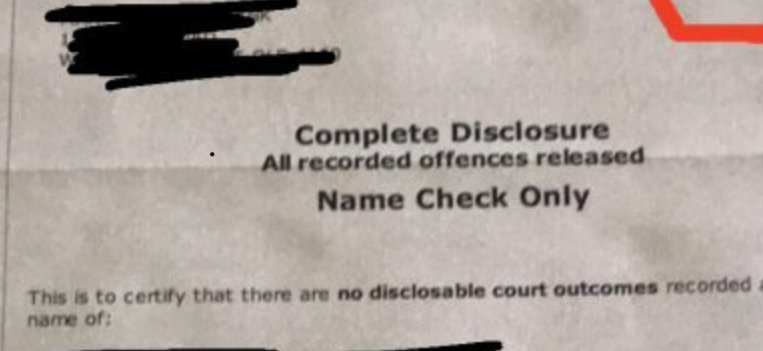 Complete Disclosure
All recorded offences released
Name Check Only
This is to certify that there are no disclosable court outcomes recorded
name of: